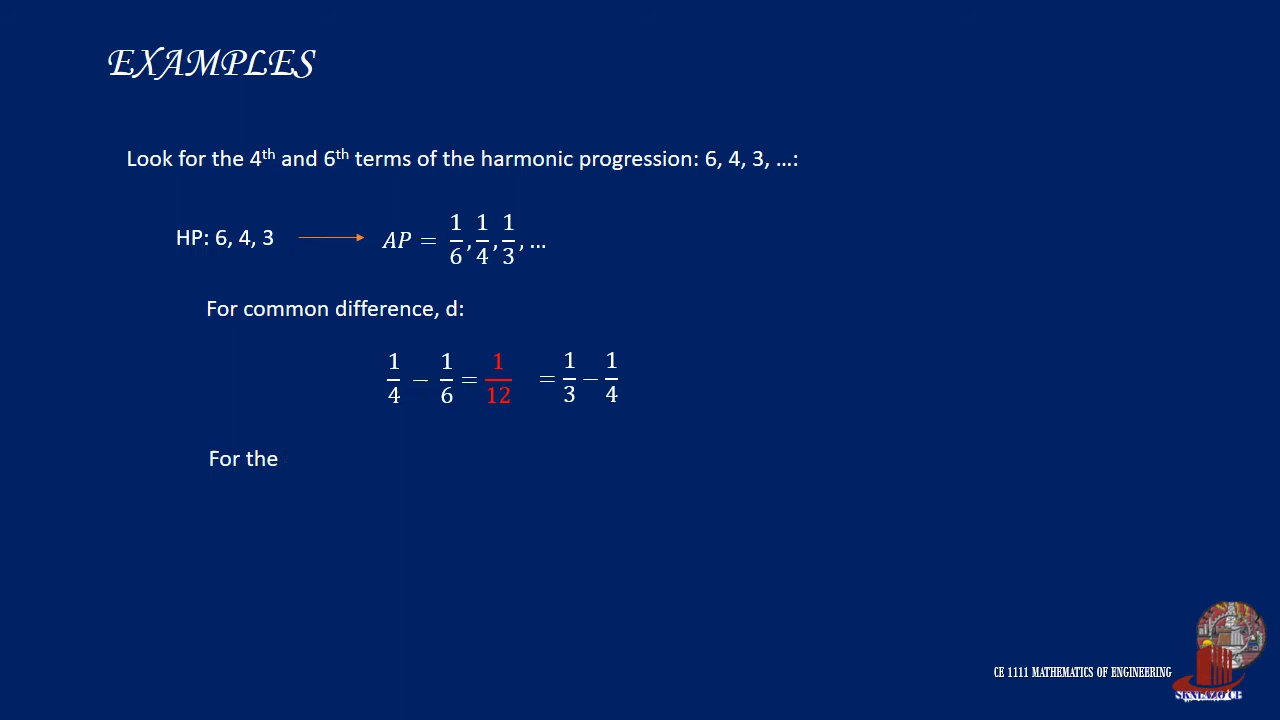 EXAMPLES
Look for the 4th and 6th terms of the harmonic progression: 6, 4, 3, …:
HP: 6, 4, 3 AP = 1/6, 1/4, 1/3, …
For common difference, d:
1/4 − 1/6 = 1/12 = 1/3 − 1/4
For the
CE 1111 MATHEMATICS OF ENGINEERING